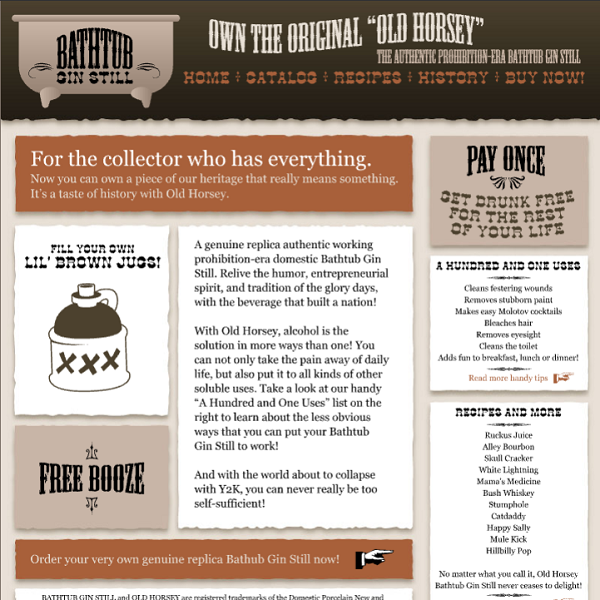 BATHTUB
GIN STILL
OWN THE ORIGINAL “OLD HORSEY”
THE AUTHENTIC PROHIBITION-ERA BATHTUB GIN STILL
HOME CATALOG RECIPES HISTORY BUY NOW!
For the collector who has everything.
Now you can own a piece of our heritage that really means something.
It’s a taste of history with Old Horsey.
FILL YOUR OWN
LIL’ BROWN JUGS!
XXX
FREE BOOZE
A genuine replica authentic working
prohibition-era domestic Bathtub Gin
Still. Relive the humor, entrepreneurial
spirit, and tradition of the glory days,
with the beverage that built a nation!
With Old Horsey, alcohol is the
solution in more ways than one! You
can not only take the pain away of daily
life, but also put it to all kinds of other
soluble uses. Take a look at our handy
“A Hundred and One Uses” list on the
right to learn about the less obvious
ways that you can put your Bathtub
Gin Still to work!
And with the world about to collapse
with Y2K, you can never really be too
self-sufficient!
PAY ONCE
GET DRUNK FREE
FOR THE REST
OF YOUR LIFE
A HUNDRED AND ONE USES
Cleans festering wounds
Removes stubborn paint
Makes easy Molotov cocktails
Bleaches hair
Removes eyesight
Cleans the toilet
Adds fun to breakfast, lunch or dinner!
Read more handy tips
RECIPES AND MORE
Ruckus Juice
Alley Bourbon
Skull Cracker
White Lightning
Mama’s Medicine
Bush Whiskey
Stumphole
Catdaddy
Happy Sally
Mule Kick
Hillbilly Pop
No matter what you call it, Old Horsey
Bathtub Gin Still never ceases to delight!
Order your very own genuine replica Bathub Gin Still now!
BATHTUB GIN STILL and OLD HORSEY are registered trademarks of the Domestic Porcelain New and